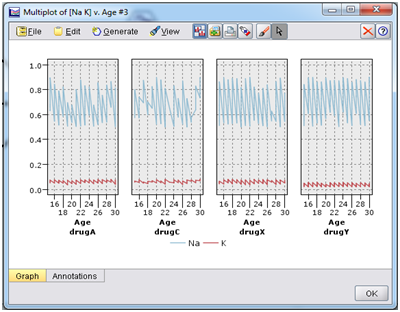 Multiplot of [Na K] v. Age #3
File Edit Generate View
1.0
0.8
0.6
0.4
0.2
0.0
16 20 24 28 16 20 24 28 16 20 24 28 16 20 24 28
18 22 26 30 18 22 26 30 18 22 26 30 18 22 26 30
Age Age Age Age
drugA drugC drugX drugY
Na K
Graph Annotations
OK